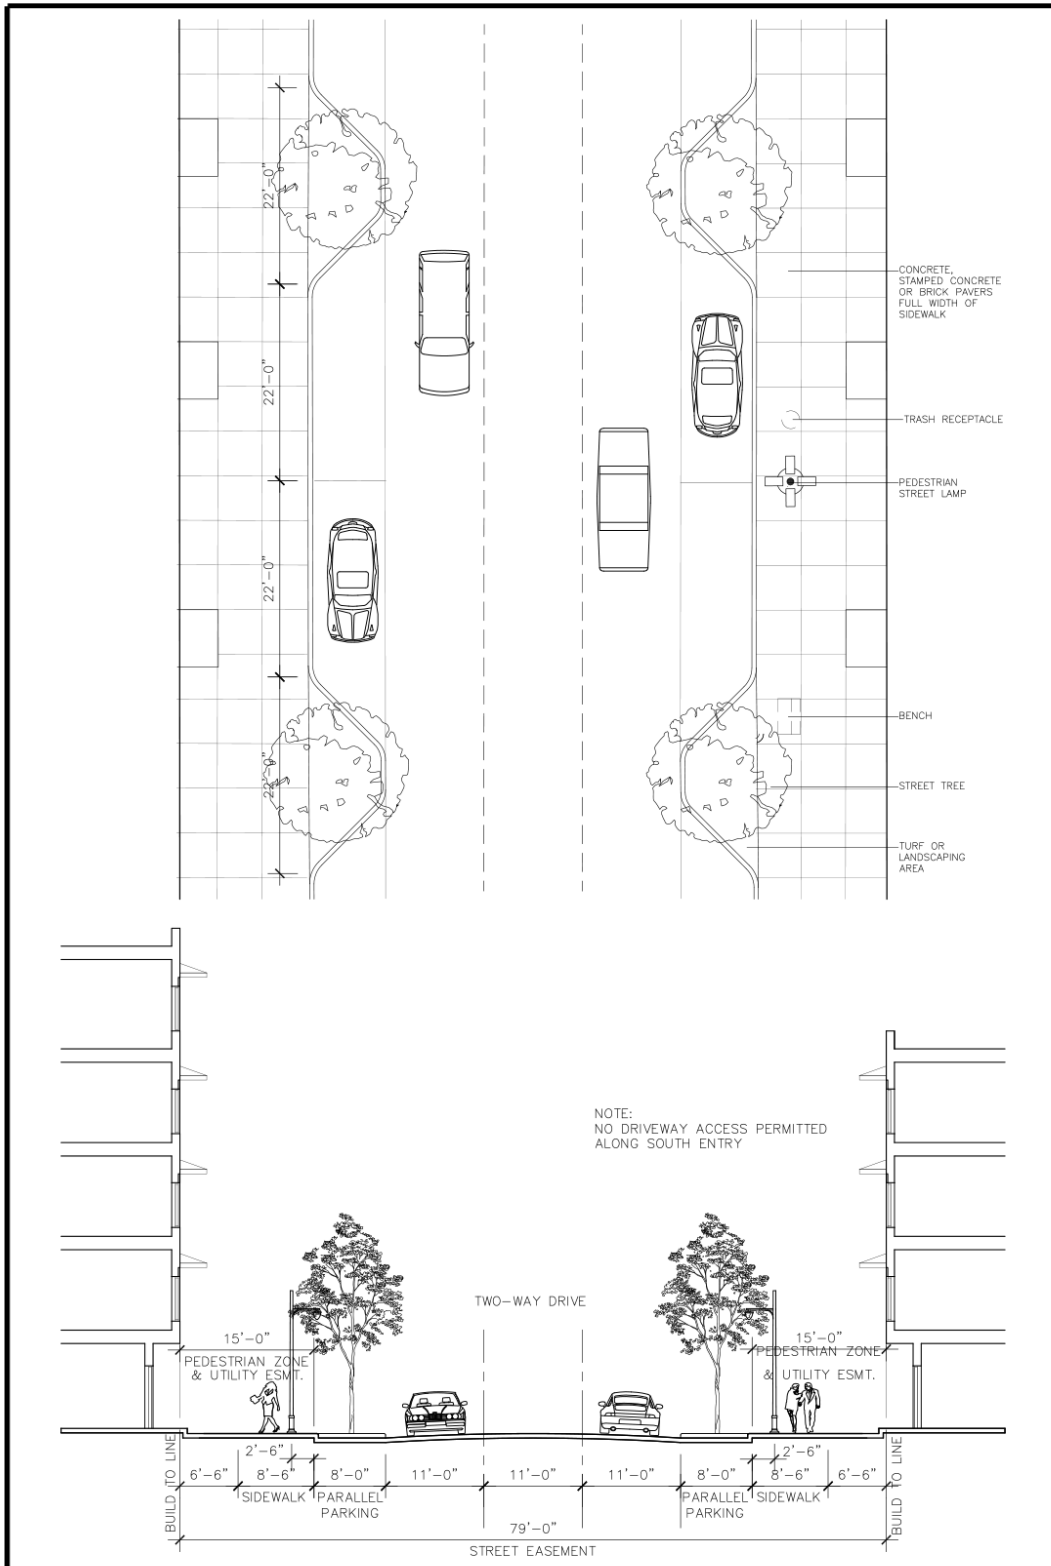 22'-0"
CONCRETE,
STAMPED CONCRETE
OR BRICK PAVERS
FULL WIDTH OF
SIDEWALK
22'-0"
TRASH RECEPTACLE
PEDESTRIAN
STREET LAMP
22'-0"
BENCH
22'-0"
STREET TREE
TURF OR
LANDSCAPING
AREA
NOTE:
NO DRIVEWAY ACCESS PERMITTED
ALONG SOUTH ENTRY
TWO-WAY DRIVE
15'-0"
PEDESTRIAN ZONE
& UTILITY ESMT.
15'-0"
PEDESTRIAN ZONE
& UTILITY ESMT.
BUILD TO LINE
2'-6"
2'-6"
BUILD TO LINE
6'-6" 8'-6" 8'-0" 11'-0" 11'-0" 11'-0" 8'-0" 8'-6" 6'-6"
SIDEWALK
PARALLEL
PARKING
PARALLEL
PARKING
SIDEWALK
79'-0"
STREET EASEMENT